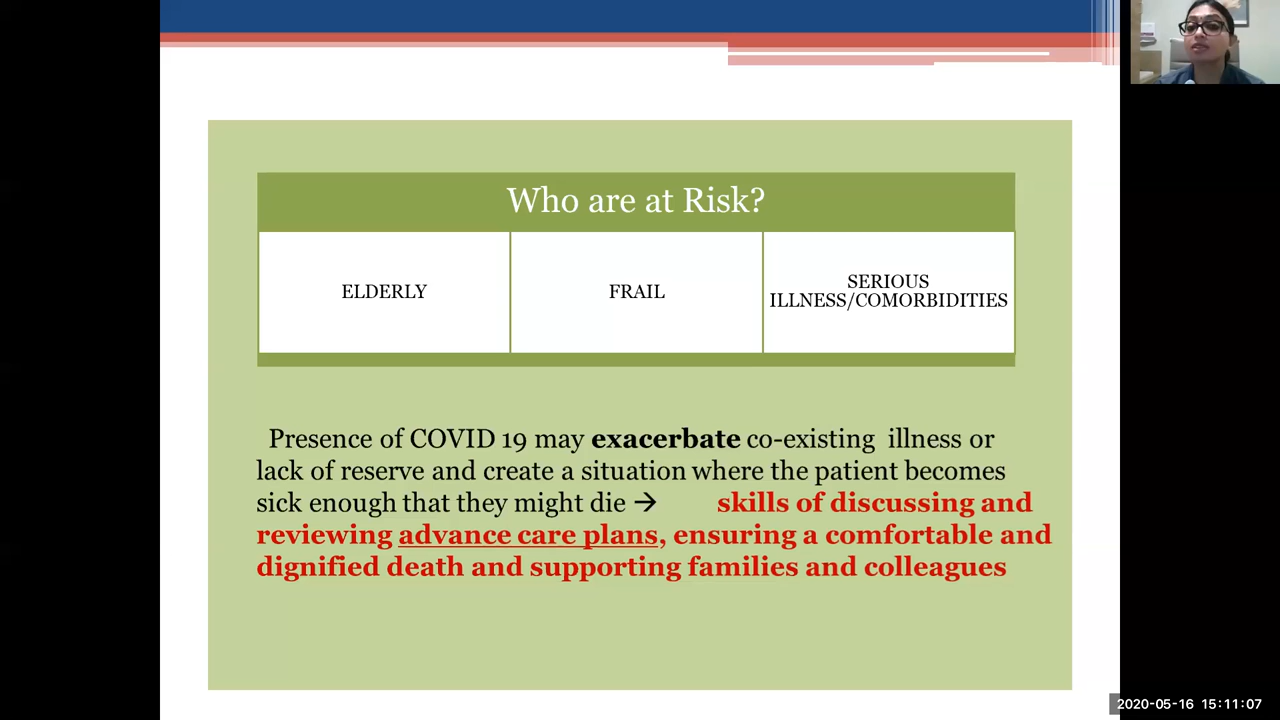 Who are at Risk?
ELDERLY
FRAIL
SERIOUS
ILLNESS/COMORBIDITIES
Presence of COVID 19 may exacerbate co-existing illness or
lack of reserve and create a situation where the patient becomes
sick enough that they might die → skills of discussing and
reviewing advance care plans, ensuring a comfortable and
dignified death and supporting families and colleagues
2020-05-16 15:11:07